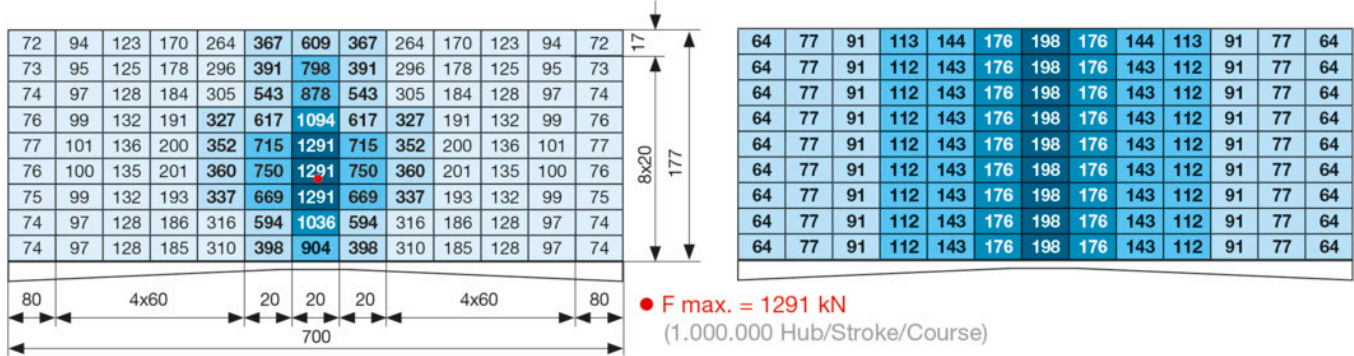 72 94 123 170 264 367 609 367 264 170 123 94 72 17 64 77 91 113 144 176 198 176 144 113 91 77 64
73 95 125 178 296 391 798 391 296 178 125 95 73 64 77 91 112 143 176 198 176 143 112 91 77 64
74 97 128 184 305 543 878 543 305 184 128 97 74 64 77 91 112 143 176 198 176 143 112 91 77 64
76 99 132 191 327 617 1094 617 327 191 132 99 76 64 77 91 112 143 176 198 176 143 112 91 77 64
77 101 136 200 352 715 1291 715 352 200 136 101 77 8x20 177 64 77 91 112 143 176 198 176 143 112 91 77 64
76 100 135 201 360 750 1291 750 360 201 135 100 76 64 77 91 112 143 176 198 176 143 112 91 77 64
75 99 132 193 337 669 1291 669 337 193 132 99 75 64 77 91 112 143 176 198 176 143 112 91 77 64
74 97 128 186 316 594 1036 594 316 186 128 97 74 64 77 91 112 143 176 198 176 143 112 91 77 64
74 97 128 185 310 398 904 398 310 185 128 97 74 64 77 91 112 143 176 198 176 143 112 91 77 64
80 4x60 20 20 20 4x60 80
F max. = 1291 kN
(1.000.000 Hub/Stroke/Course)
700